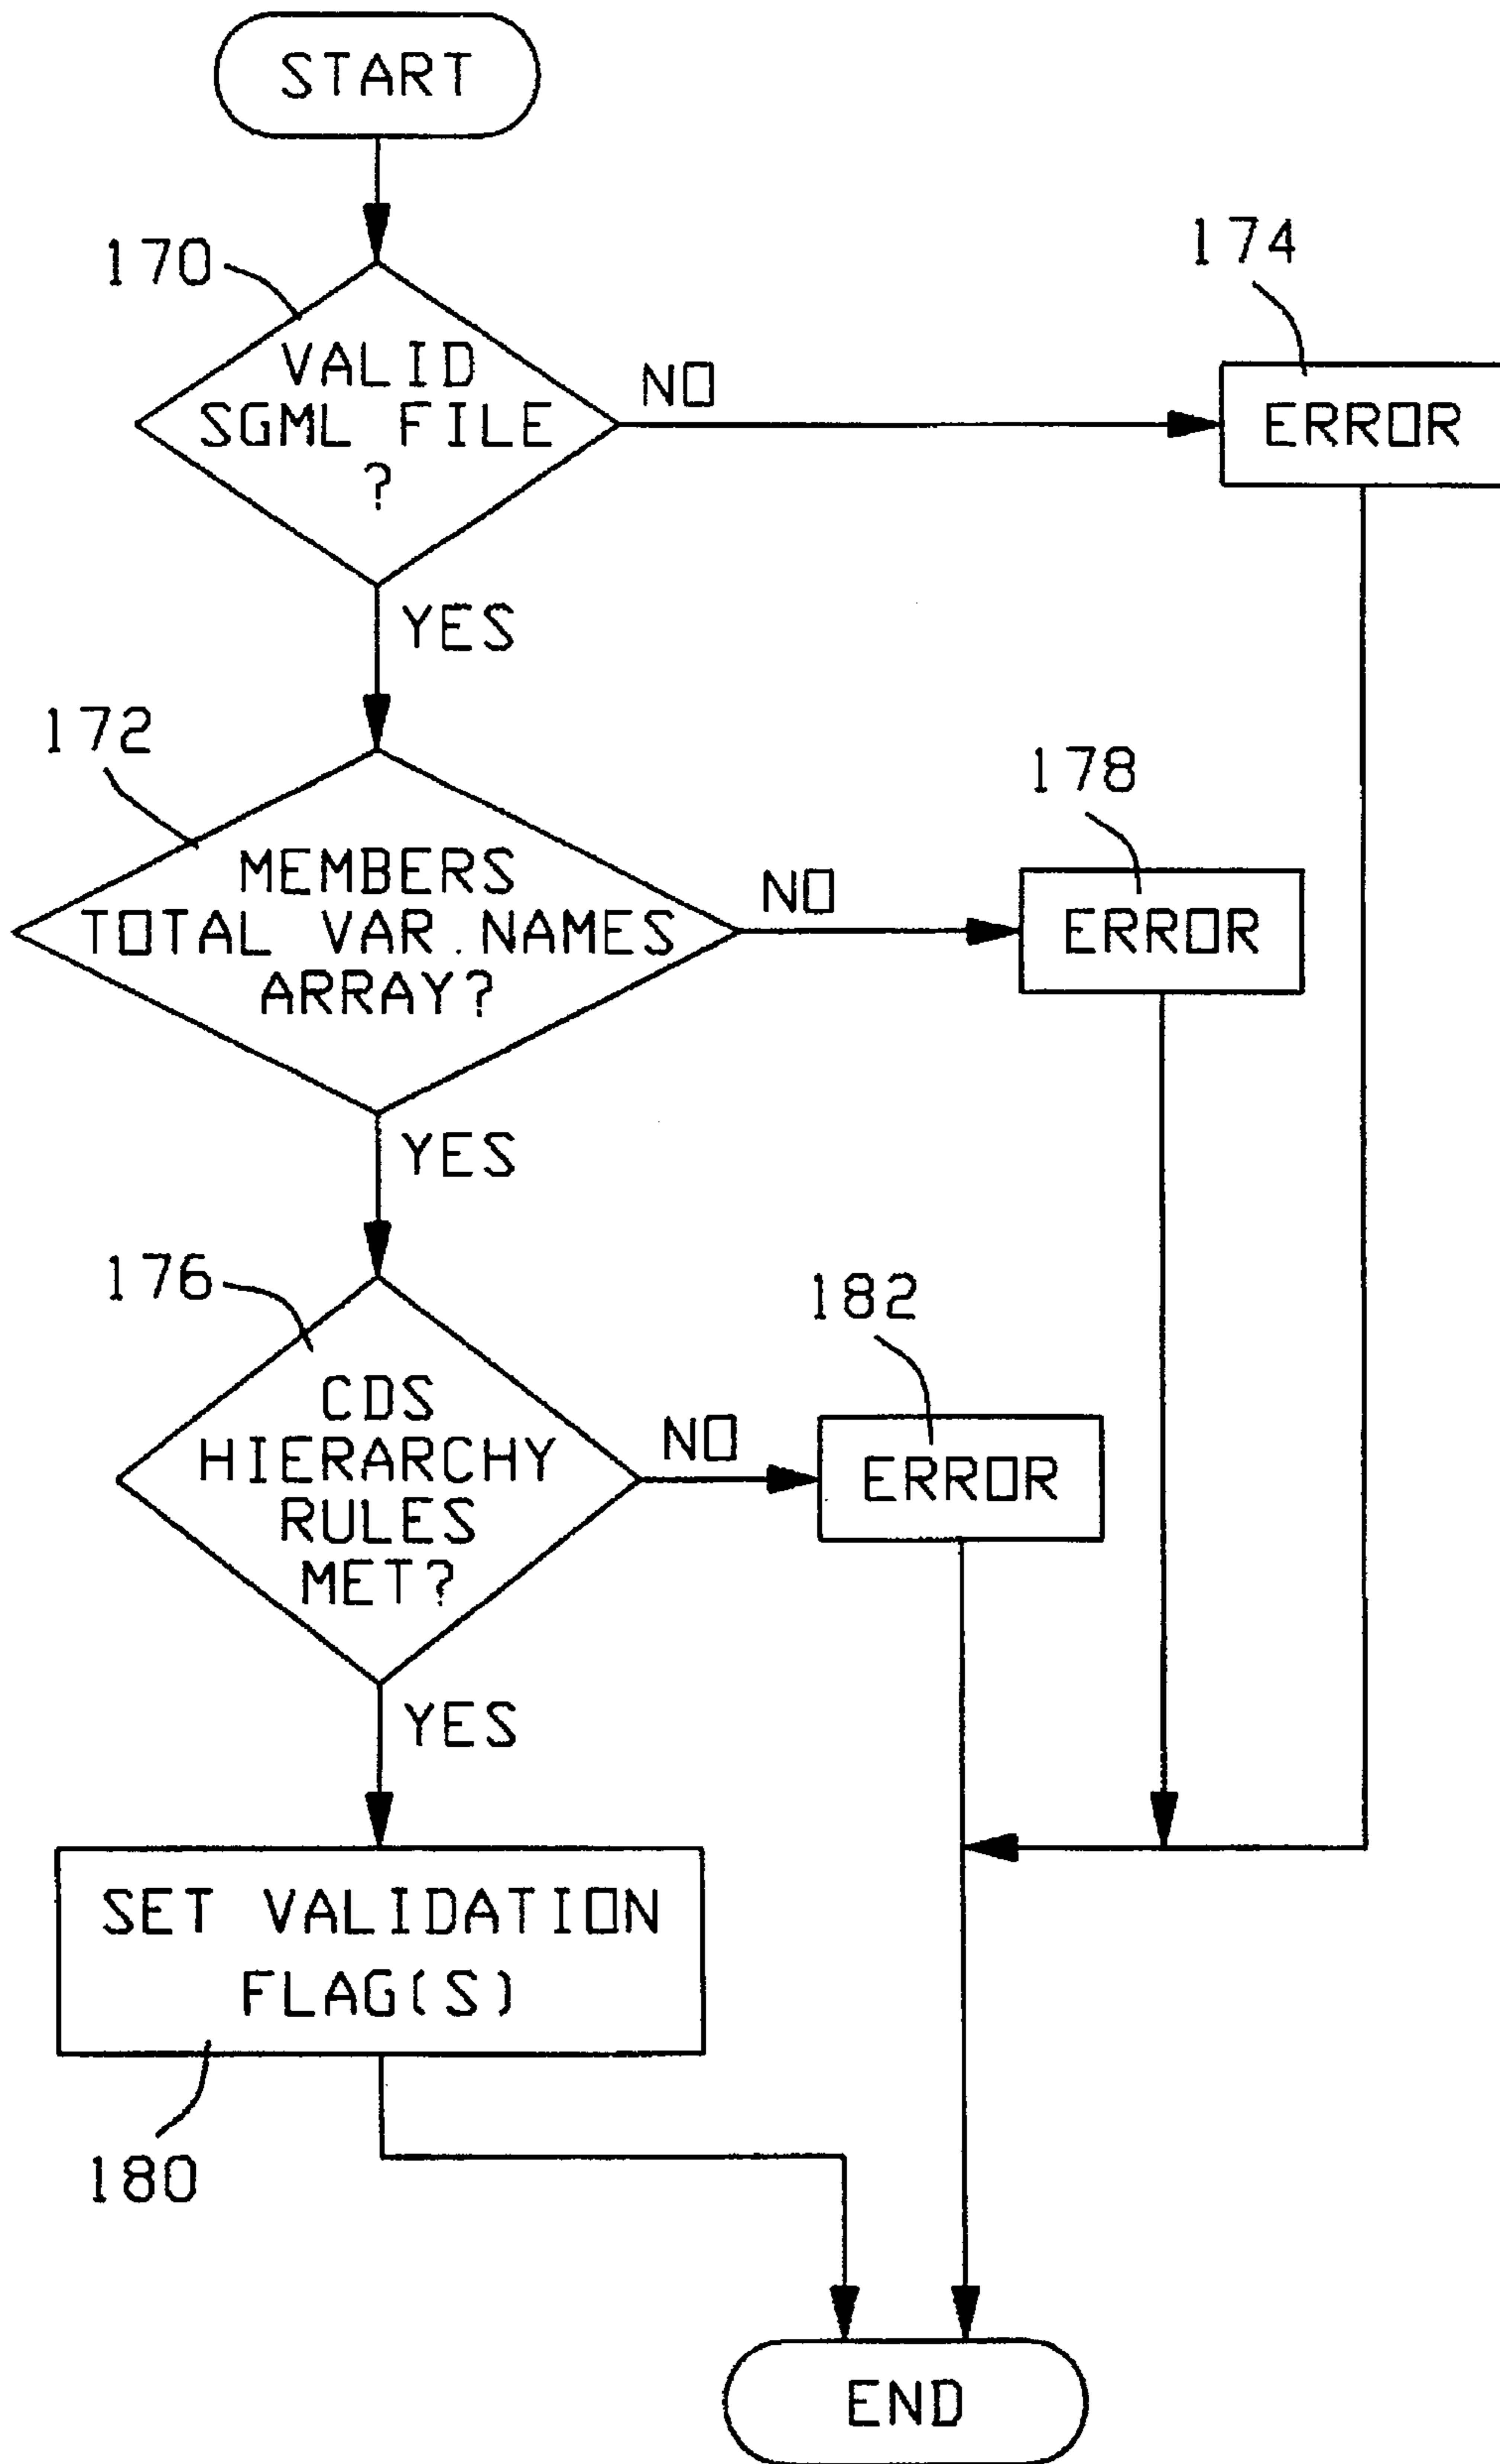 START
170
VALID
SGML FILE
?
NO
174
ERROR
YES
172
MEMBERS
TOTAL VAR.NAMES
ARRAY?
NO
178
ERROR
YES
176
CDS
HIERARCHY
RULES
MET?
NO
182
ERROR
YES
SET VALIDATION
FLAG(S)
180
END